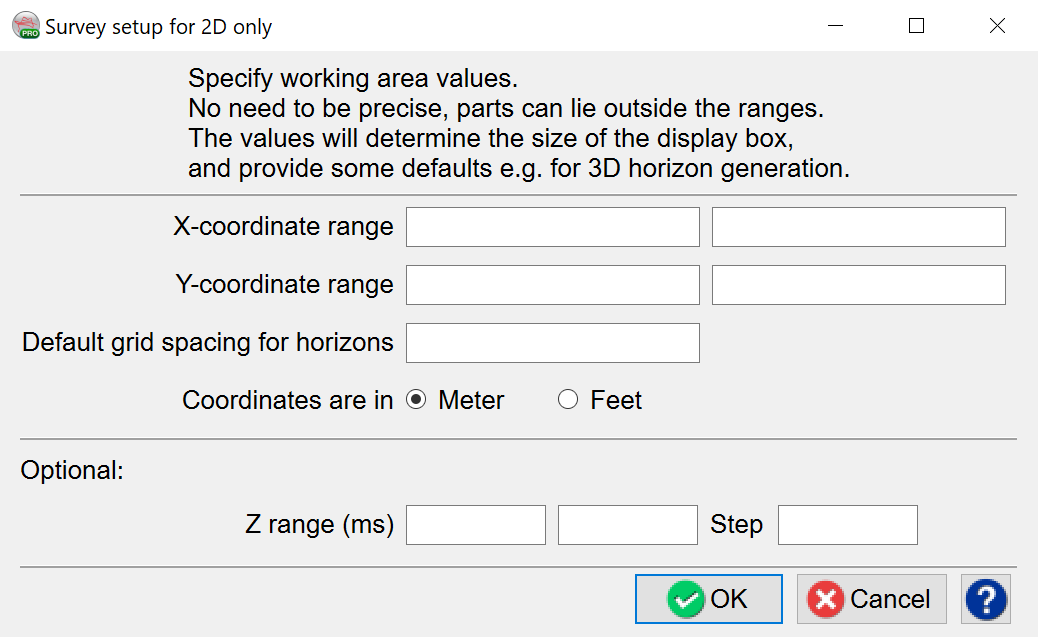 PRO
Survey setup for 2D only
Specify working area values.
No need to be precise, parts can lie outside the ranges.
The values will determine the size of the display box,
and provide some defaults e.g. for 3D horizon generation.
X-coordinate range
Y-coordinate range
Default grid spacing for horizons
Coordinates are in Meter Feet
Optional:
Z range (ms) Step
OK Cancel ?